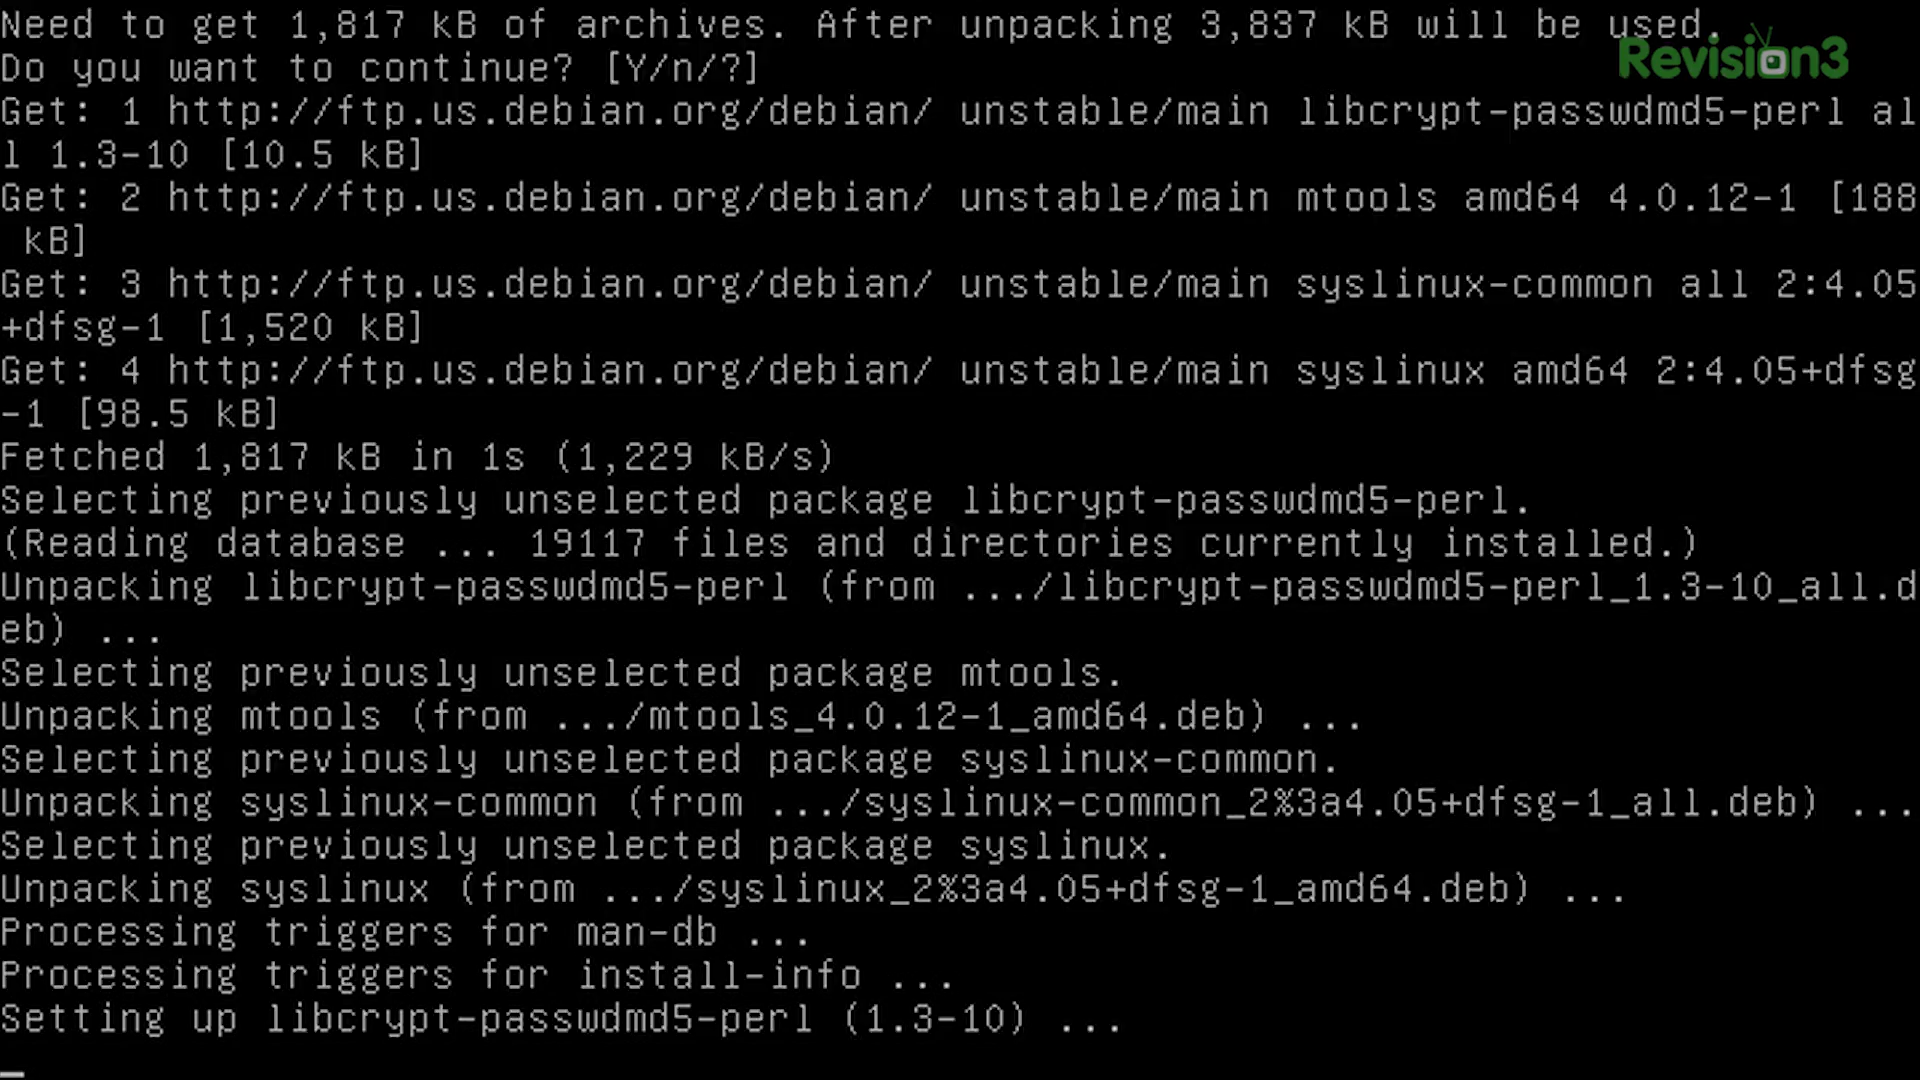 Need to get 1,817 kB of archives. After unpacking 3,837 kB will be used.
Revision3
Do you want to continue? [Y/n/?]
Get: 1 http://ftp.us.debian.org/debian/ unstable/main libcrypt-passwdmd5-perl al
l 1.3-10 [10.5 kB]
Get: 2 http://ftp.us.debian.org/debian/ unstable/main mtools amd64 4.0.12-1 [188
 kB]
Get: 3 http://ftp.us.debian.org/debian/ unstable/main syslinux-common all 2:4.05
+dfsg-1 [1,520 kB]
Get: 4 http://ftp.us.debian.org/debian/ unstable/main syslinux amd64 2:4.05+dfsg
-1 [98.5 kB]
Fetched 1,817 kB in 1s (1,229 kB/s)
Selecting previously unselected package libcrypt-passwdmd5-perl.
(Reading database ... 19117 files and directories currently installed.)
Unpacking libcrypt-passwdmd5-perl (from .../libcrypt-passwdmd5-perl_1.3-10_all.d
eb) ...
Selecting previously unselected package mtools.
Unpacking mtools (from .../mtools_4.0.12-1_amd64.deb) ...
Selecting previously unselected package syslinux-common.
Unpacking syslinux-common (from .../syslinux-common_2%3a4.05+dfsg-1_all.deb) ...
Selecting previously unselected package syslinux.
Unpacking syslinux (from .../syslinux_2%3a4.05+dfsg-1_amd64.deb) ...
Processing triggers for man-db ...
Processing triggers for install-info ...
Setting up libcrypt-passwdmd5-perl (1.3-10) ...